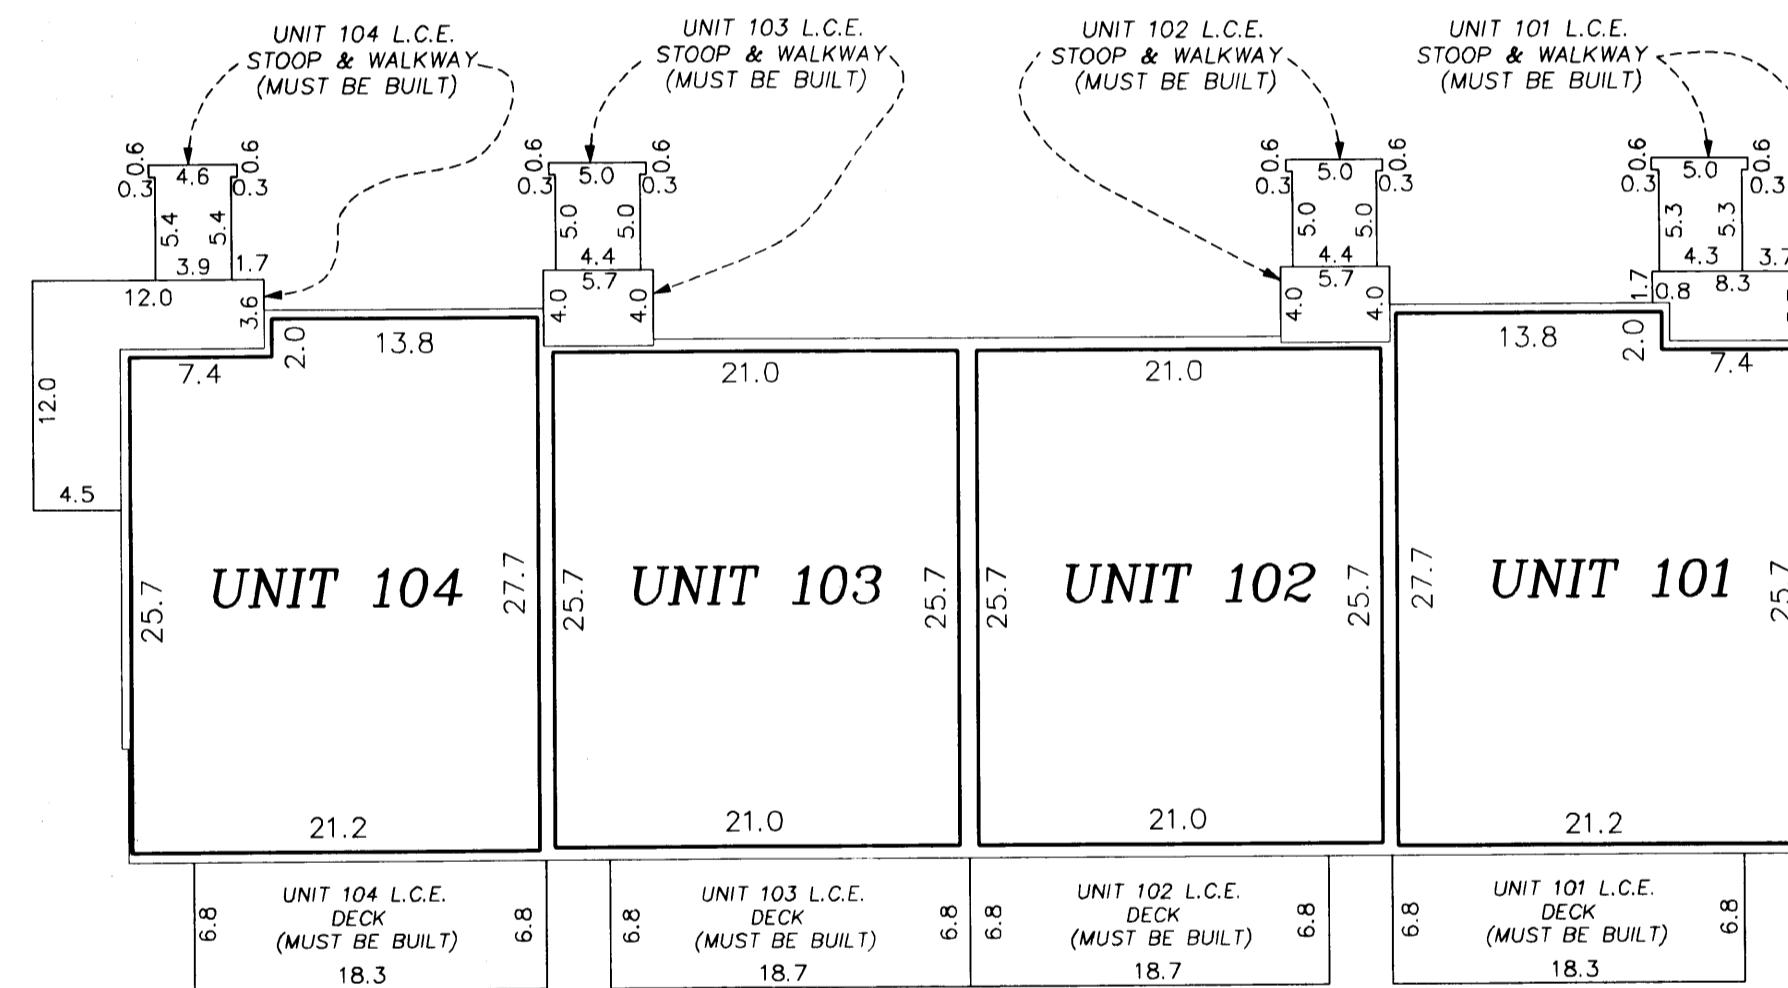 UNIT 104 L.C.E.
STOOP & WALKWAY
(MUST BE BUILT)
UNIT 103 L.C.E.
STOOP & WALKWAY
(MUST BE BUILT)
UNIT 102 L.C.E.
STOOP & WALKWAY
(MUST BE BUILT)
UNIT 101 L.C.E.
STOOP & WALKWAY
(MUST BE BUILT)
0.6
4.6
0.6
0.3
0.3
5.4
5.4
3.9
1.7
12.0
3.6
12.0
4.5
0.6
5.0
0.6
0.3
0.3
5.0
5.0
4.4
5.7
4.0
4.0
0.6
5.0
0.6
0.3
0.3
5.0
5.0
4.4
5.7
4.0
4.0
0.6
5.0
0.6
0.3
0.3
5.3
5.3
4.3
3.7
1.7
0.8
8.3
7.4
2.0
13.8
25.7
UNIT 104
27.7
21.2
21.0
25.7
UNIT 103
25.7
21.0
21.0
25.7
UNIT 102
25.7
21.0
13.8
2.0
7.4
27.7
UNIT 101
25.7
21.2
UNIT 104 L.C.E.
DECK
(MUST BE BUILT)
6.8
6.8
18.3
UNIT 103 L.C.E.
DECK
(MUST BE BUILT)
6.8
6.8
18.7
UNIT 102 L.C.E.
DECK
(MUST BE BUILT)
6.8
6.8
18.7
UNIT 101 L.C.E.
DECK
(MUST BE BUILT)
6.8
6.8
18.3